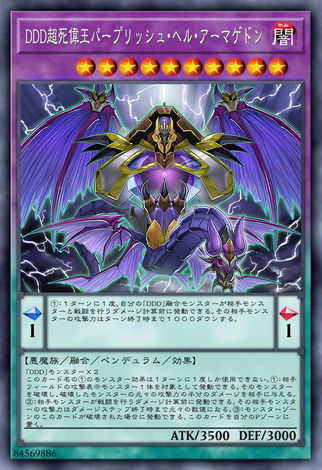 DDD超死偉王パープリッシュ・ヘル・アーマゲドン
やみ
闇
①：1ターンに1度、自分の「DDD」融合モンスターが相手モンス
ターと戦闘を行うダメージ計算前に発動できる。その相手モンスター
の攻撃力はターン終了時まで1000ダウンする。
1
1
【悪魔族／融合／ペンデュラム／効果】
「DDD」モンスター×2
このカード名の①のモンスター効果は1ターンに1度しか使用できない。①：相手
フィールドの攻撃表示モンスター1体を対象として発動できる。そのモンスター
を破壊し、破壊したモンスターの元々の攻撃力の半分のダメージを相手に与える。
②：相手モンスターが戦闘を行うダメージ計算前に発動できる。その相手モンスター
の攻撃力はダメージステップ終了時まで元々の数値になる。③：モンスターゾー
ンのこのカードが破壊された場合に発動できる。このカードを自分のPゾーンに
置く。
ATK/3500 DEF/3000
84569886